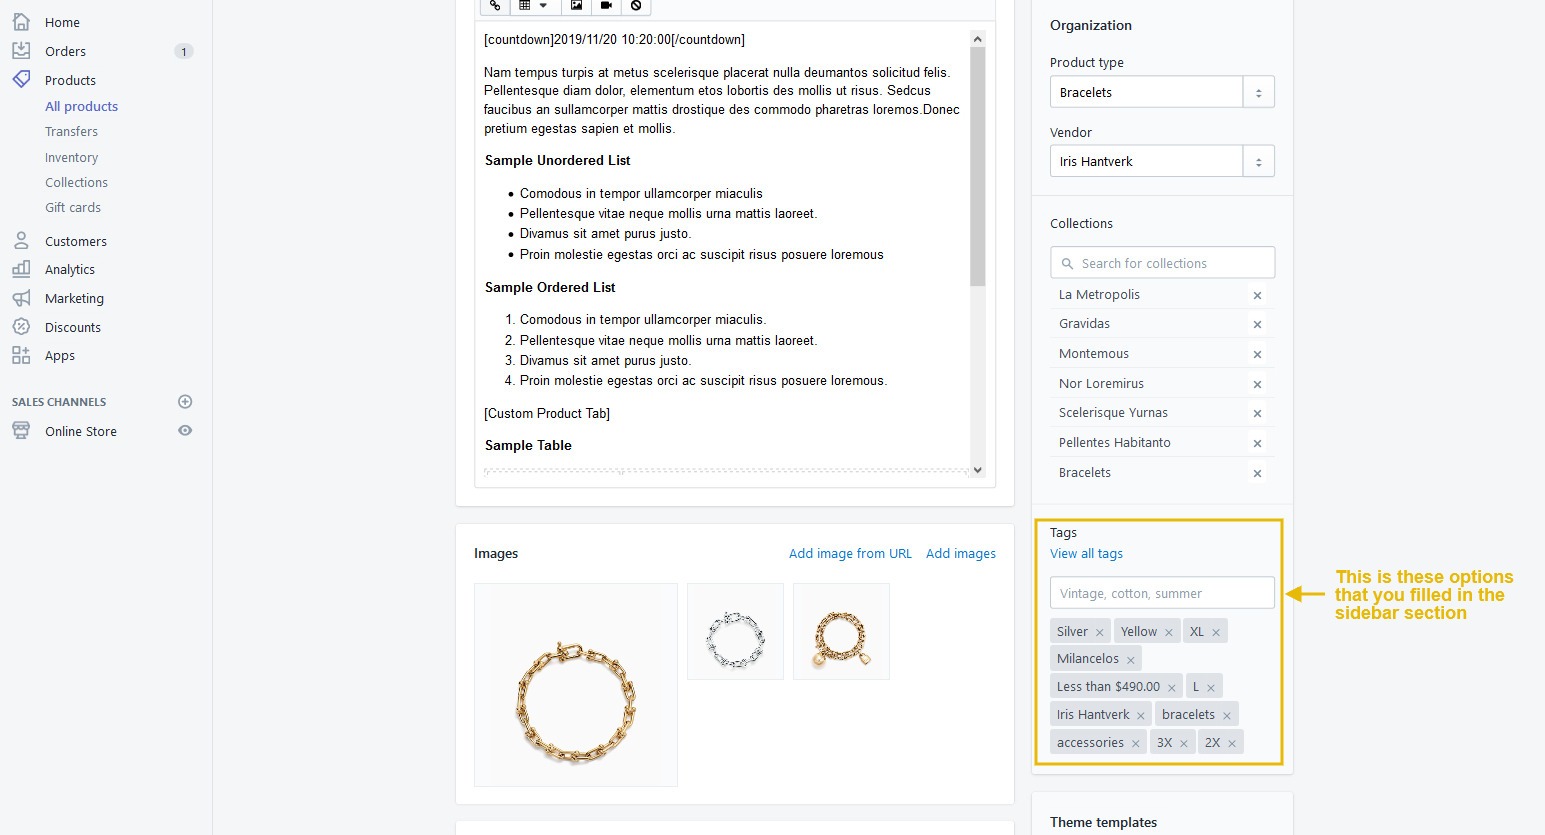 Home
Orders 1
Products
All products
Transfers
Inventory
Collections
Gift cards
Customers
Analytics
Marketing
Discounts
Apps
SALES CHANNELS
Online Store
[countdown]2019/11/20 10:20:00[/countdown]
Nam tempus turpis at metus scelerisque placerat nulla deumantos solicitud felis.
Pellentesque diam dolor, elementum etos lobortis des mollis ut risus. Sedcus
faucibus an sullamcorper mattis drostique des commodo pharetras loremos.Donec
pretium egestas sapien et mollis.
Sample Unordered List
• Comodous in tempor ullamcorper miaculis
• Pellentesque vitae neque mollis urna mattis laoreet.
• Divamus sit amet purus justo.
• Proin molestie egestas orci ac suscipit risus posuere loremous
Sample Ordered List
1. Comodous in tempor ullamcorper miaculis.
2. Pellentesque vitae neque mollis urna mattis laoreet.
3. Divamus sit amet purus justo.
4. Proin molestie egestas orci ac suscipit risus posuere loremous.
[Custom Product Tab]
Sample Table
Images Add image from URL Add images
Organization
Product type
Bracelets
Vendor
Iris Hantverk
Collections
Search for collections
La Metropolis ×
Gravidas ×
Montemous ×
Nor Loremirus ×
Scelerisque Yurnas ×
Pellentes Habitanto ×
Bracelets ×
Tags
View all tags
Vintage, cotton, summer
Silver × Yellow × XL ×
Milancelos ×
Less than $490.00 × L ×
Iris Hantverk × bracelets ×
accessories × 3X × 2X ×
This is these options
that you filled in the
sidebar section
Theme templates